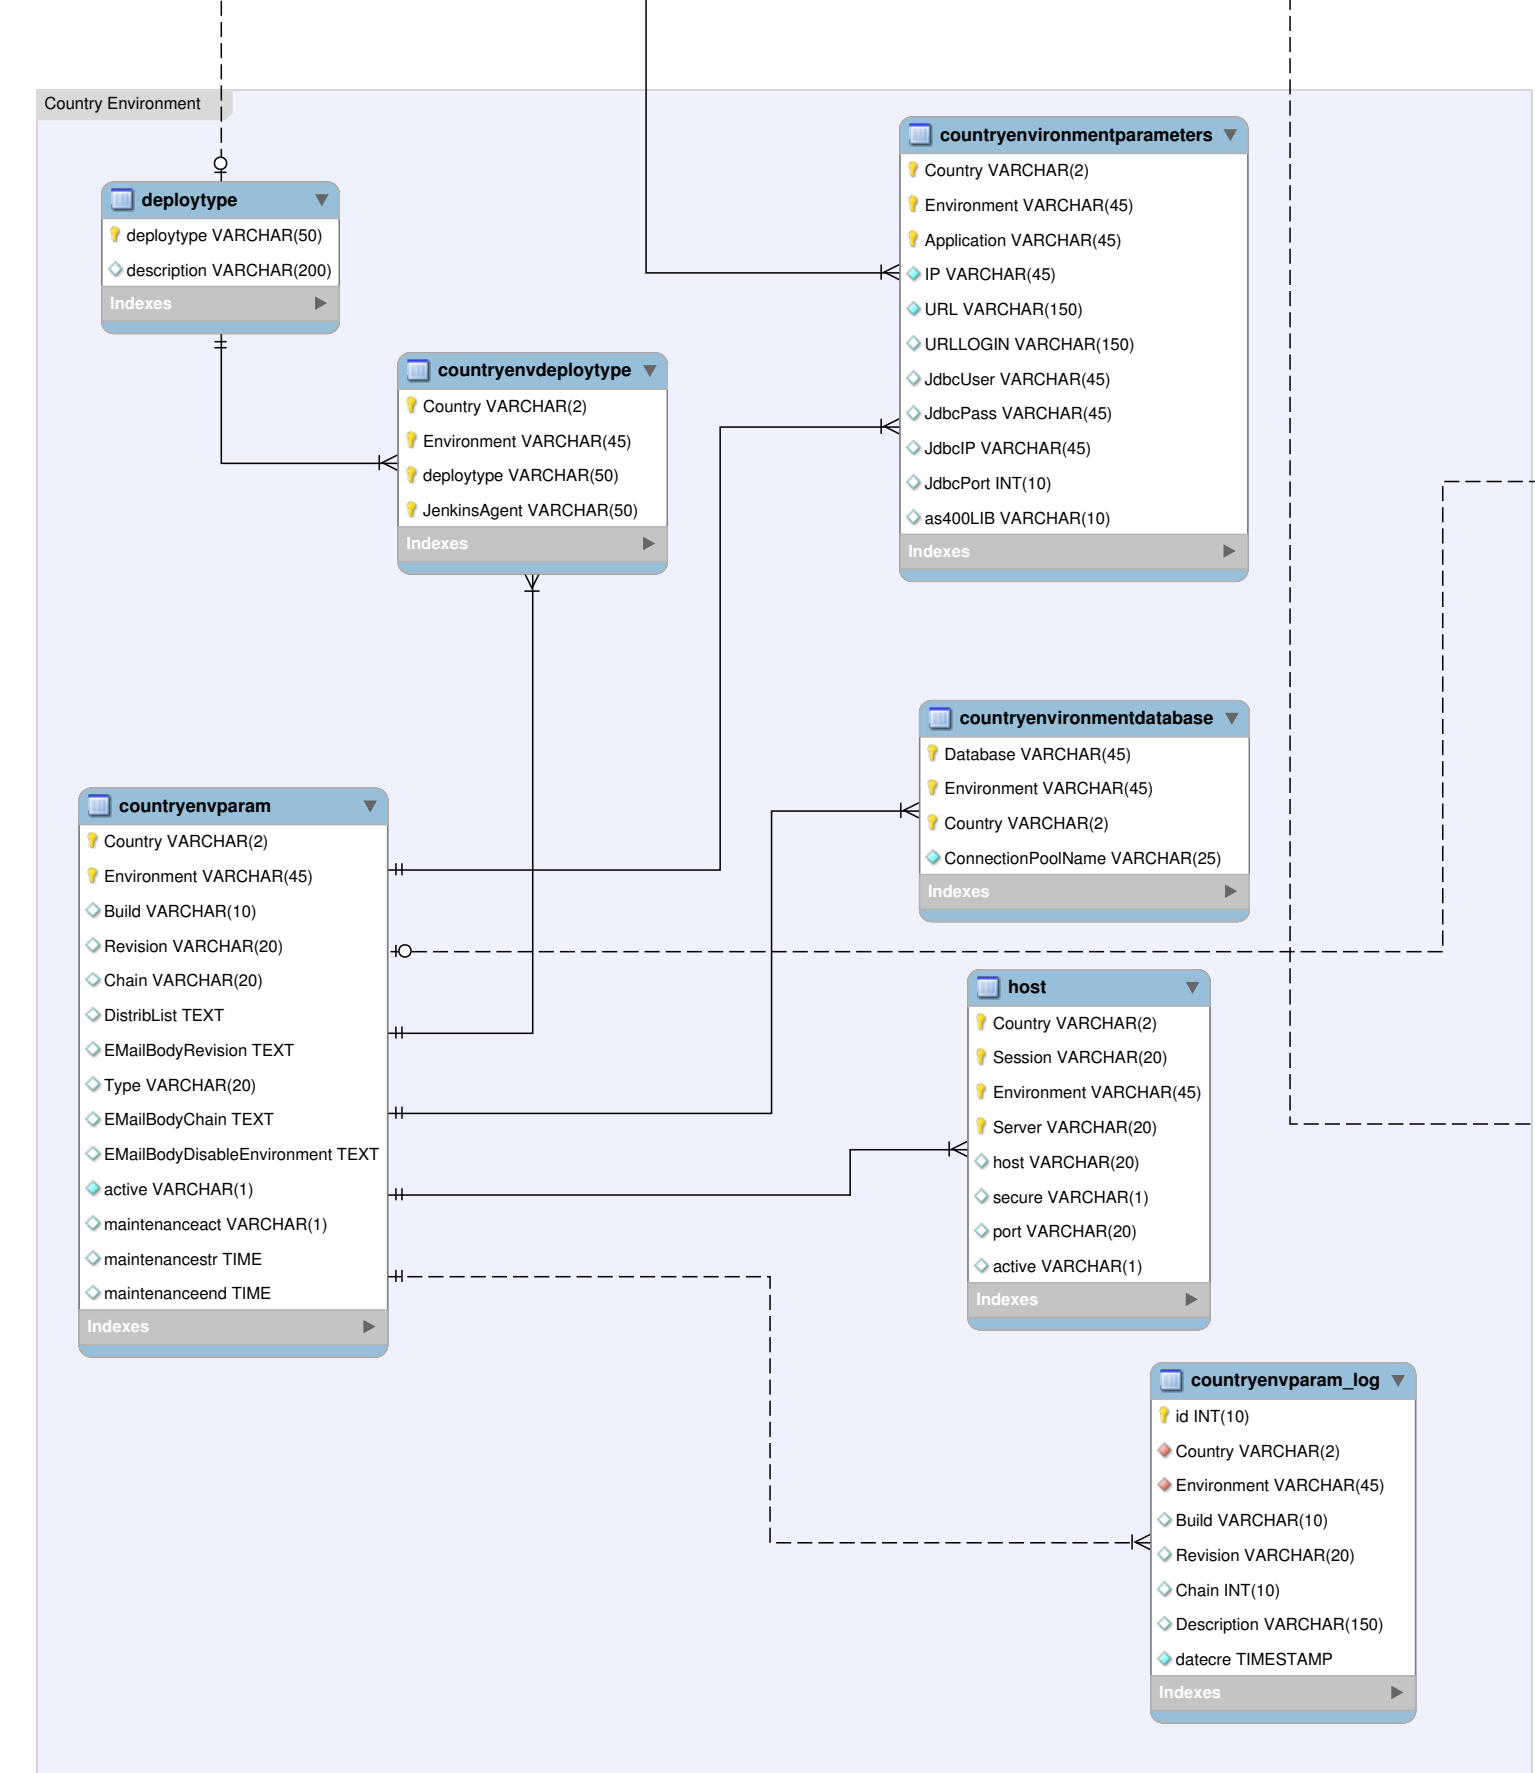 Country Environment
deploytype
deploytype VARCHAR(50)
description VARCHAR(200)
Indexes
countryenvironmentparameters
Country VARCHAR(2)
Environment VARCHAR(45)
Application VARCHAR(45)
IP VARCHAR(45)
URL VARCHAR(150)
URLLOGIN VARCHAR(150)
JdbcUser VARCHAR(45)
JdbcPass VARCHAR(45)
JdbcIP VARCHAR(45)
JdbcPort INT(10)
as400LIB VARCHAR(10)
Indexes
countryenvdeploytype
Country VARCHAR(2)
Environment VARCHAR(45)
deploytype VARCHAR(50)
JenkinsAgent VARCHAR(50)
Indexes
countryenvironmentdatabase
Database VARCHAR(45)
Environment VARCHAR(45)
Country VARCHAR(2)
ConnectionPoolName VARCHAR(25)
Indexes
countryenvparam
Country VARCHAR(2)
Environment VARCHAR(45)
Build VARCHAR(10)
Revision VARCHAR(20)
Chain VARCHAR(20)
DistribList TEXT
EMailBodyRevision TEXT
Type VARCHAR(20)
EMailBodyChain TEXT
EMailBodyDisableEnvironment TEXT
active VARCHAR(1)
maintenanceact VARCHAR(1)
maintenancestr TIME
maintenanceend TIME
Indexes
host
Country VARCHAR(2)
Session VARCHAR(20)
Environment VARCHAR(45)
Server VARCHAR(20)
host VARCHAR(20)
secure VARCHAR(1)
port VARCHAR(20)
active VARCHAR(1)
Indexes
countryenvparam_log
id INT(10)
Country VARCHAR(2)
Environment VARCHAR(45)
Build VARCHAR(10)
Revision VARCHAR(20)
Chain INT(10)
Description VARCHAR(150)
datecre TIMESTAMP
Indexes